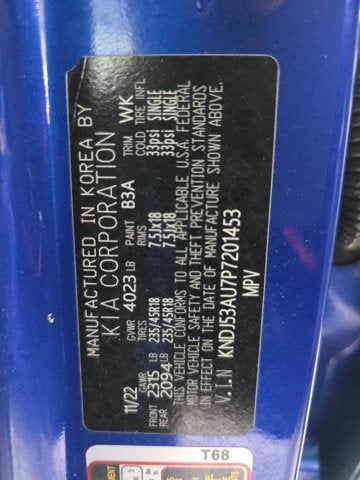 MANUFACTURED IN KOREA BY
KIA CORPORATION
11/22 GVWR 4023 LB PAINT B3A TRIM WK
GAWR TIRES RIMS COLD TIRE INFL
FRONT 2315 LB 235/45R18 7.5Jx18 33psi SINGLE
REAR 2094 LB 235/45R18 7.5Jx18 33psi SINGLE
THIS VEHICLE CONFORMS TO ALL APPLICABLE U.S.A. FEDERAL
MOTOR VEHICLE SAFETY AND THEFT PREVENTION STANDARDS
IN EFFECT ON THE DATE OF MANUFACTURE SHOWN ABOVE.
V.I.N KNDJ53AU7P7201453
MPV
T68